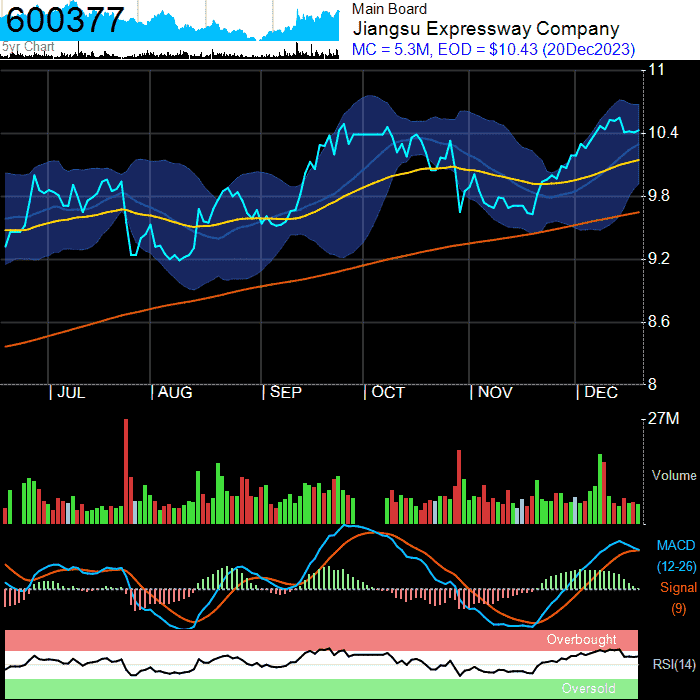 600377
5yr Chart
Main Board
Jiangsu Expressway Company
MC = 5.3M, EOD = $10.43 (20Dec2023)
11
10.4
9.8
9.2
8.6
8
| JUL | AUG | SEP | OCT | NOV | DEC
27M
Volume
MACD
(12-26)
Signal
(9)
Overbought
RSI(14)
Oversold